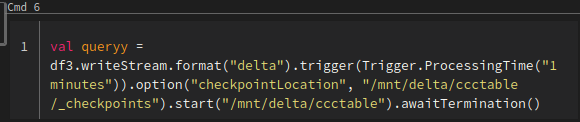 Cmd 6
1 val queryy =
df3.writeStream.format("delta").trigger(Trigger.ProcessingTime("1
minutes")).option("checkpointLocation", "/mnt/delta/ccctable
/_checkpoints").start("/mnt/delta/ccctable").awaitTermination()